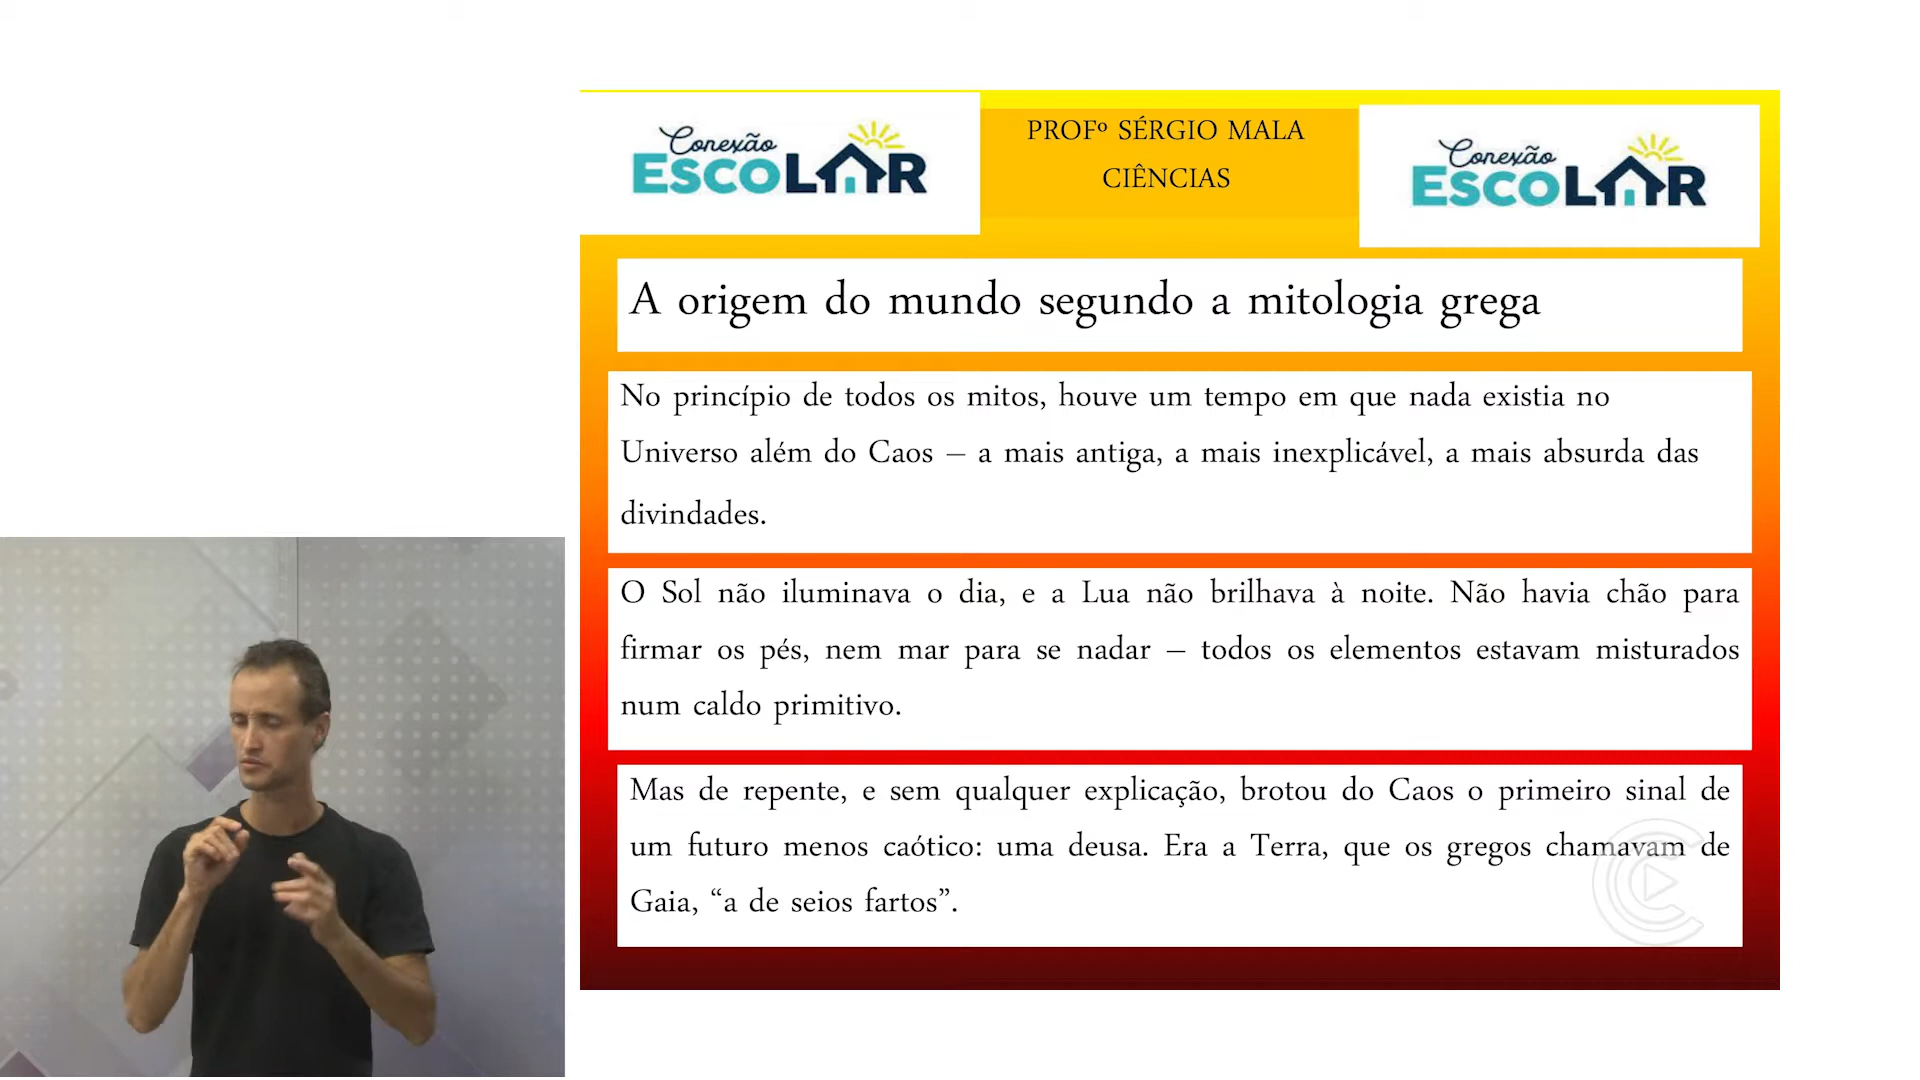 Conexão
ESCOLAR
PROFº SÉRGIO MALA
CIÊNCIAS
Conexão
ESCOLAR
A origem do mundo segundo a mitologia grega
No princípio de todos os mitos, houve um tempo em que nada existia no
Universo além do Caos – a mais antiga, a mais inexplicável, a mais absurda das
divindades.
O Sol não iluminava o dia, e a Lua não brilhava à noite. Não havia chão para
firmar os pés, nem mar para se nadar – todos os elementos estavam misturados
num caldo primitivo.
Mas de repente, e sem qualquer explicação, brotou do Caos o primeiro sinal de
um futuro menos caótico: uma deusa. Era a Terra, que os gregos chamavam de
Gaia, “a de seios fartos”.